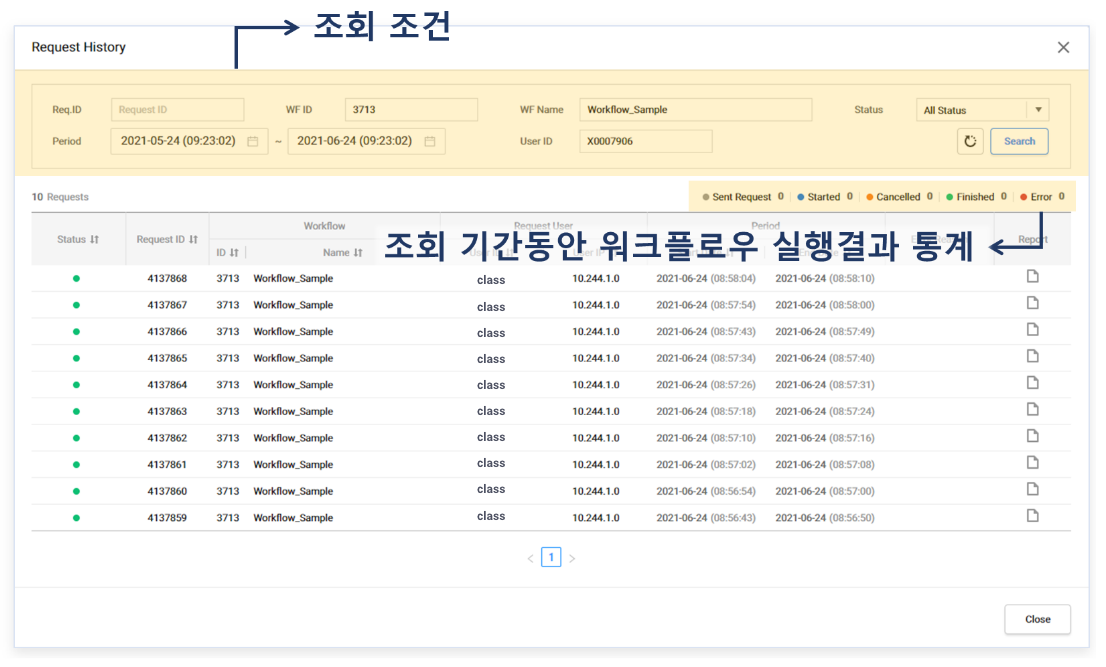 조회 조건
Request History
Req.ID Request ID WF ID 3713 WF Name Workflow_Sample Status All Status
Period 2021-05-24 (09:23:02) ~ 2021-06-24 (09:23:02) User ID X0007906 Search
10 Requests Sent Request 0 Started 0 Cancelled 0 Finished 0 Error 0
Workflow Request User Period
Status Request ID Report
ID Name
조회 기간동안 워크플로우 실행결과 통계
4137868 3713 Workflow_Sample class 10.244.1.0 2021-06-24 (08:58:04) 2021-06-24 (08:58:10)
4137867 3713 Workflow_Sample class 10.244.1.0 2021-06-24 (08:57:54) 2021-06-24 (08:58:00)
4137866 3713 Workflow_Sample class 10.244.1.0 2021-06-24 (08:57:43) 2021-06-24 (08:57:49)
4137865 3713 Workflow_Sample class 10.244.1.0 2021-06-24 (08:57:34) 2021-06-24 (08:57:40)
4137864 3713 Workflow_Sample class 10.244.1.0 2021-06-24 (08:57:26) 2021-06-24 (08:57:31)
4137863 3713 Workflow_Sample class 10.244.1.0 2021-06-24 (08:57:18) 2021-06-24 (08:57:24)
4137862 3713 Workflow_Sample class 10.244.1.0 2021-06-24 (08:57:10) 2021-06-24 (08:57:16)
4137861 3713 Workflow_Sample class 10.244.1.0 2021-06-24 (08:57:02) 2021-06-24 (08:57:08)
4137860 3713 Workflow_Sample class 10.244.1.0 2021-06-24 (08:56:54) 2021-06-24 (08:57:00)
4137859 3713 Workflow_Sample class 10.244.1.0 2021-06-24 (08:56:43) 2021-06-24 (08:56:50)
< 1 >
Close